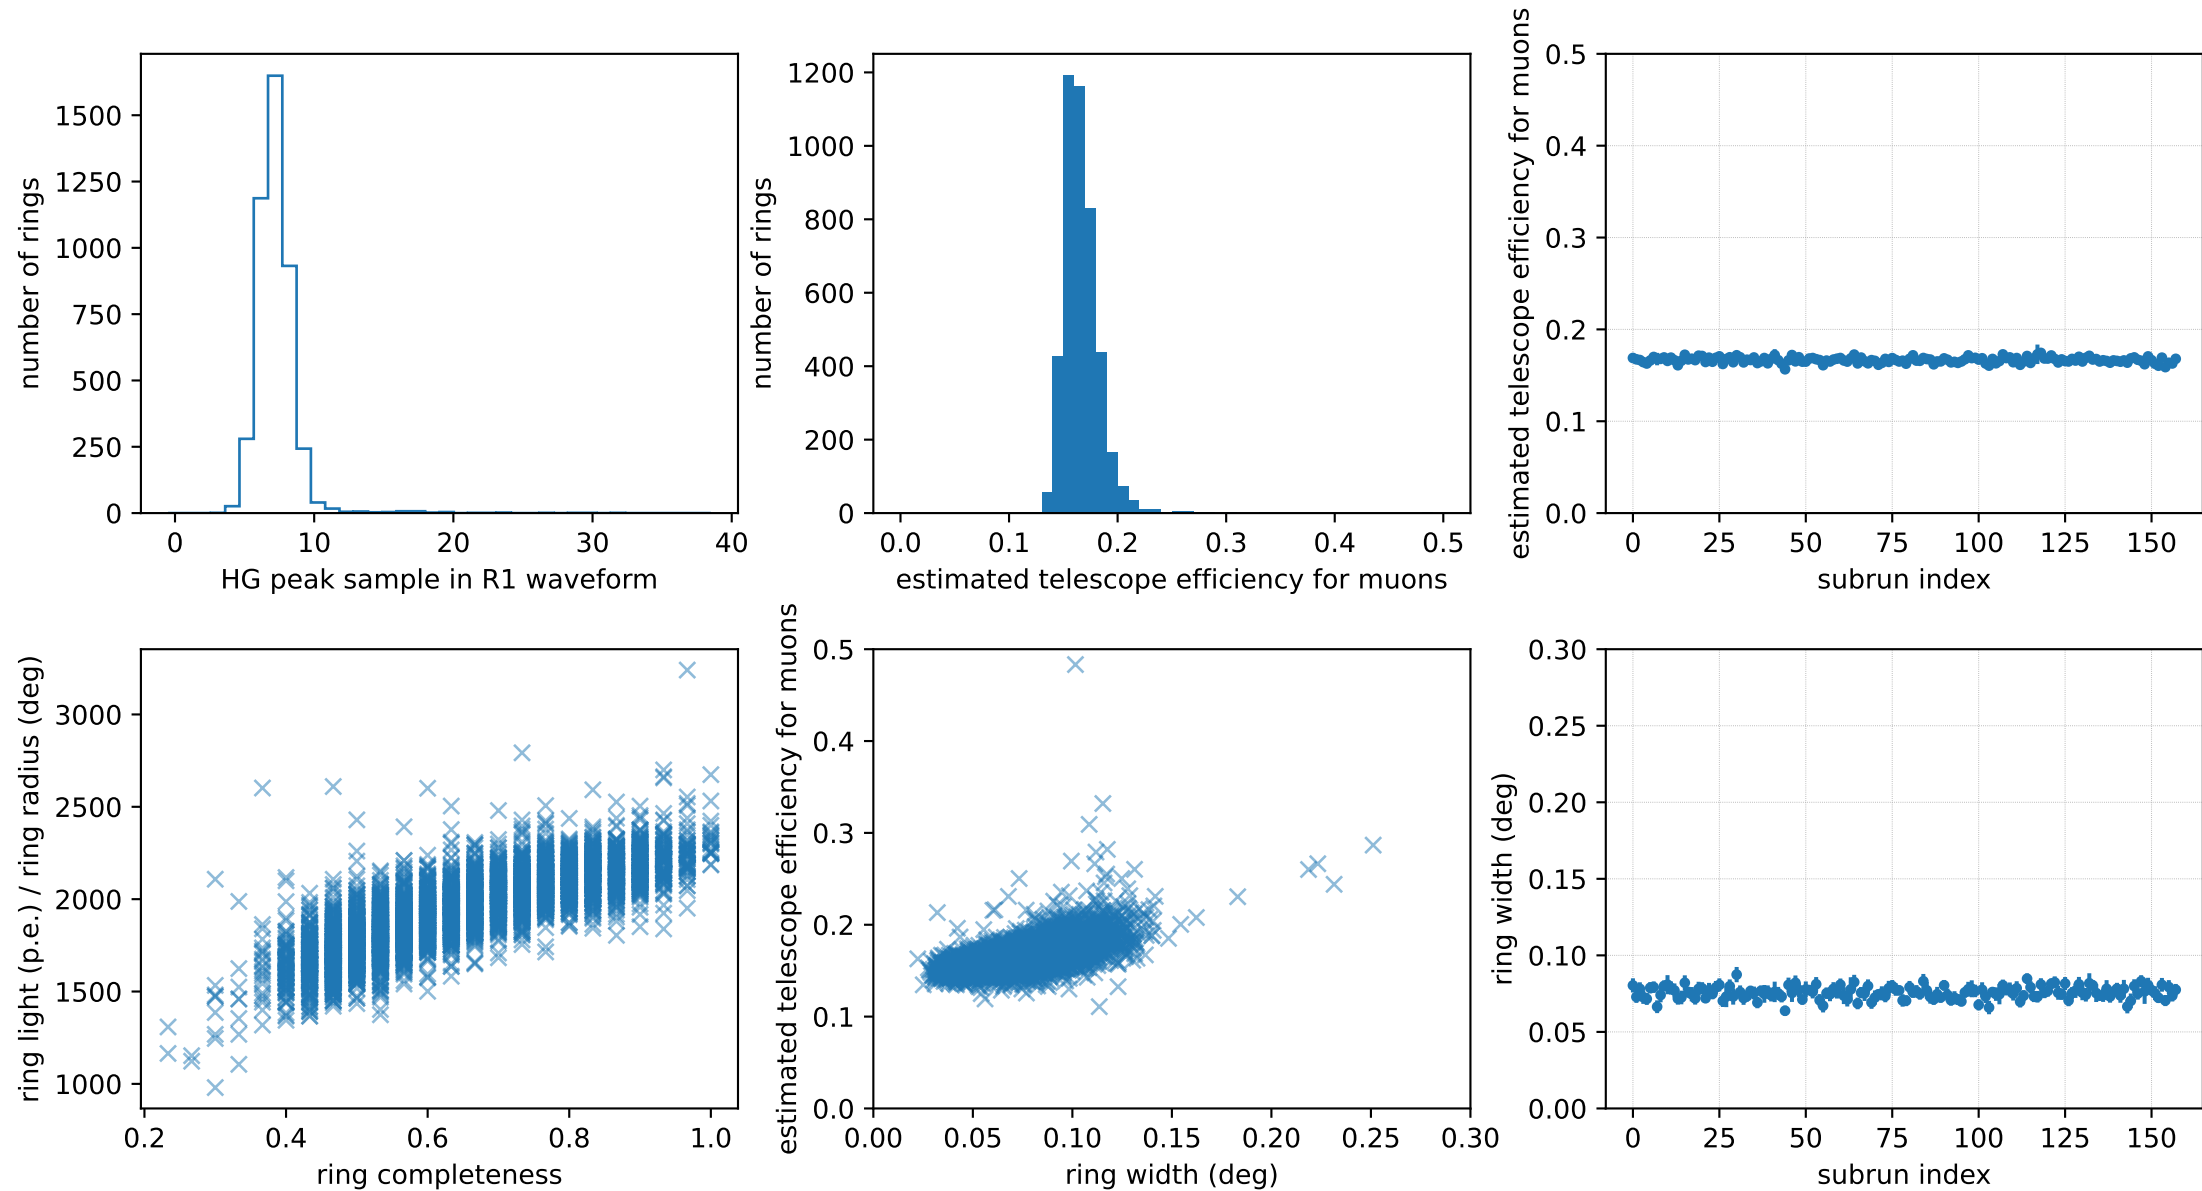 number of rings
1500
1250
1000
750
500
250
0
0 10 20 30 40
HG peak sample in R1 waveform
number of rings
1200
1000
800
600
400
200
0
0.0 0.1 0.2 0.3 0.4 0.5
estimated telescope efficiency for muons
estimated telescope efficiency for muons
0.5
0.4
0.3
0.2
0.1
0.0
0 25 50 75 100 125 150
subrun index
ring light (p.e.) / ring radius (deg)
3000
2500
2000
1500
1000
0.2 0.4 0.6 0.8 1.0
ring completeness
estimated telescope efficiency for muons
0.5
0.4
0.3
0.2
0.1
0.0
0.00 0.05 0.10 0.15 0.20 0.25 0.30
ring width (deg)
ring width (deg)
0.30
0.25
0.20
0.15
0.10
0.05
0.00
0 25 50 75 100 125 150
subrun index